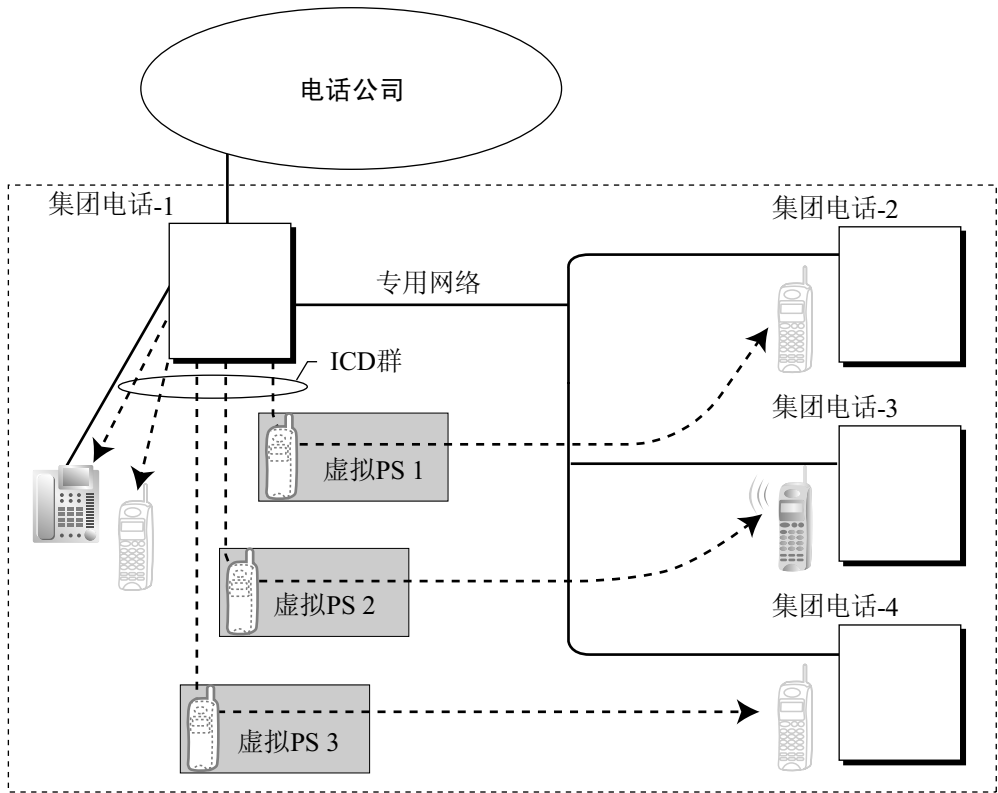 电话公司
集团电话-1
集团电话-2
专用网络
ICD群
集团电话-3
虚拟PS 1
虚拟PS 2
集团电话-4
虚拟PS 3